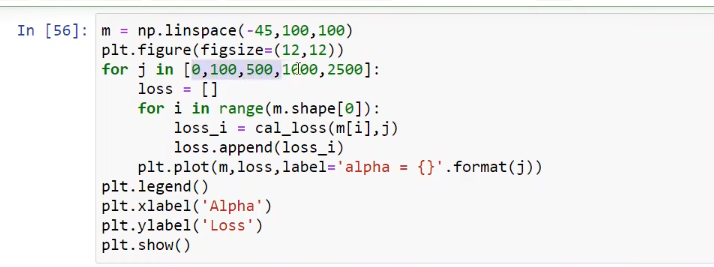 In [56]: m = np.linspace(-45,100,100)
plt.figure(figsize=(12,12))
for j in [0,100,500,1000,2500]:
    loss = []
    for i in range(m.shape[0]):
        loss_i = cal_loss(m[i],j)
        loss.append(loss_i)
    plt.plot(m,loss,label='alpha = {}'.format(j))
plt.legend()
plt.xlabel('Alpha')
plt.ylabel('Loss')
plt.show()